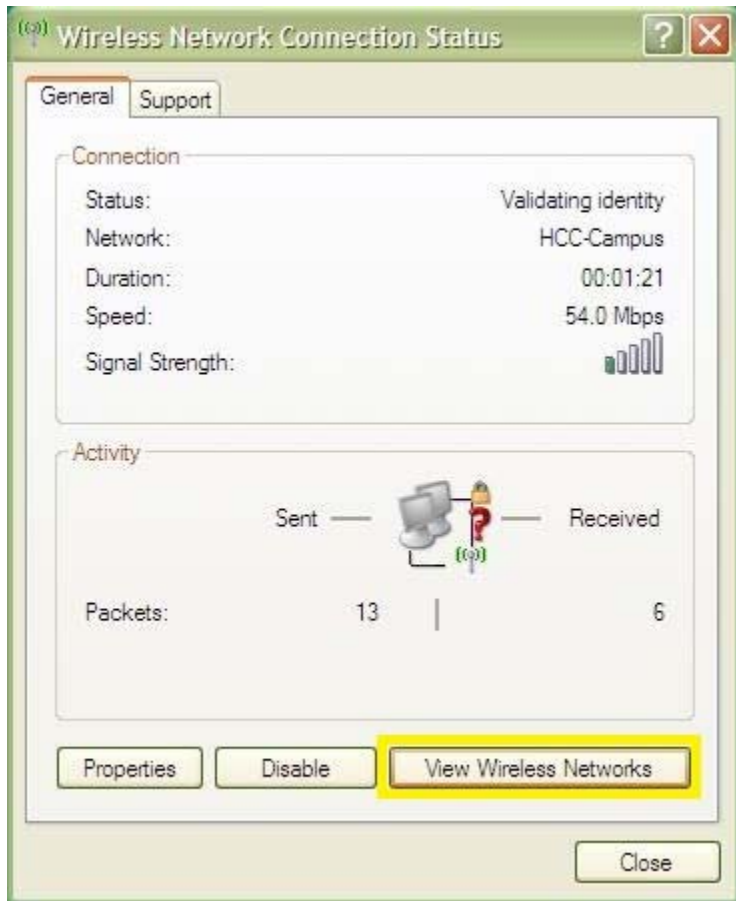 Wireless Network Connection Status
General Support
Connection
Status: Validating identity
Network: HCC-Campus
Duration: 00:01:21
Speed: 54.0 Mbps
Signal Strength:
Activity
Sent Received
Packets: 13 6
Properties Disable View Wireless Networks
Close